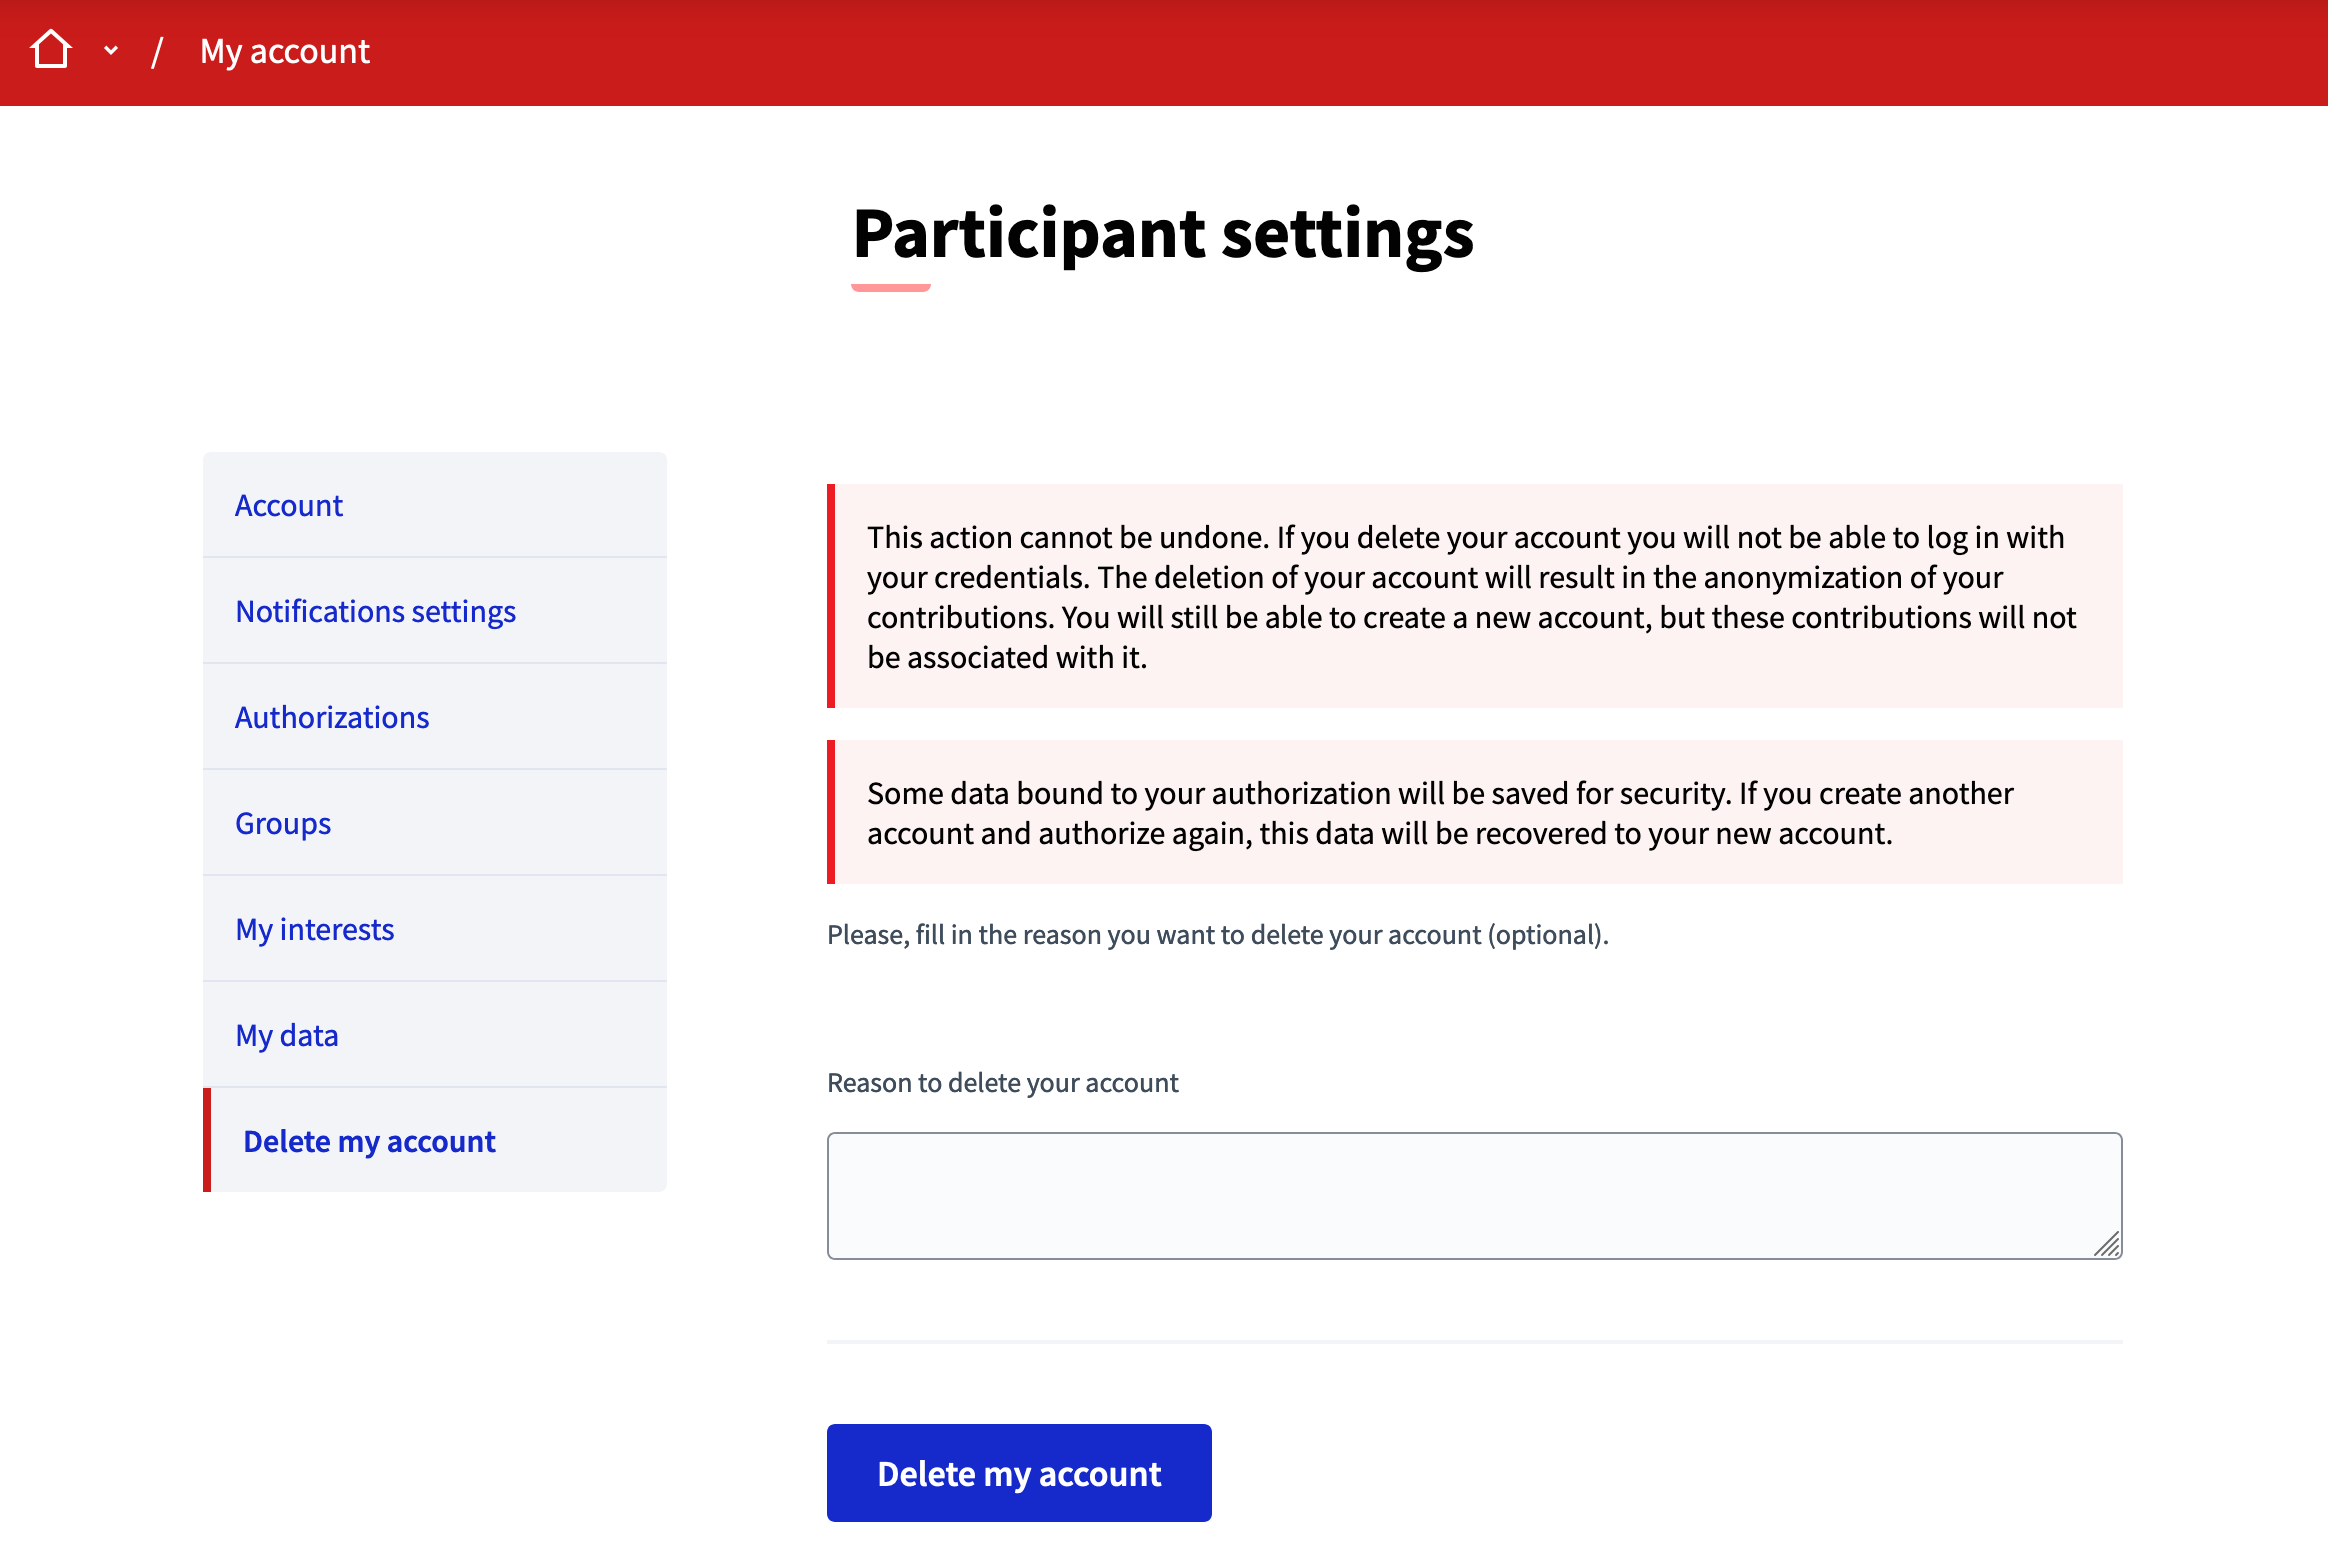 / My account
Participant settings
Account
Notifications settings
Authorizations
Groups
My interests
My data
Delete my account
This action cannot be undone. If you delete your account you will not be able to log in with
your credentials. The deletion of your account will result in the anonymization of your
contributions. You will still be able to create a new account, but these contributions will not
be associated with it.
Some data bound to your authorization will be saved for security. If you create another
account and authorize again, this data will be recovered to your new account.
Please, fill in the reason you want to delete your account (optional).
Reason to delete your account
Delete my account